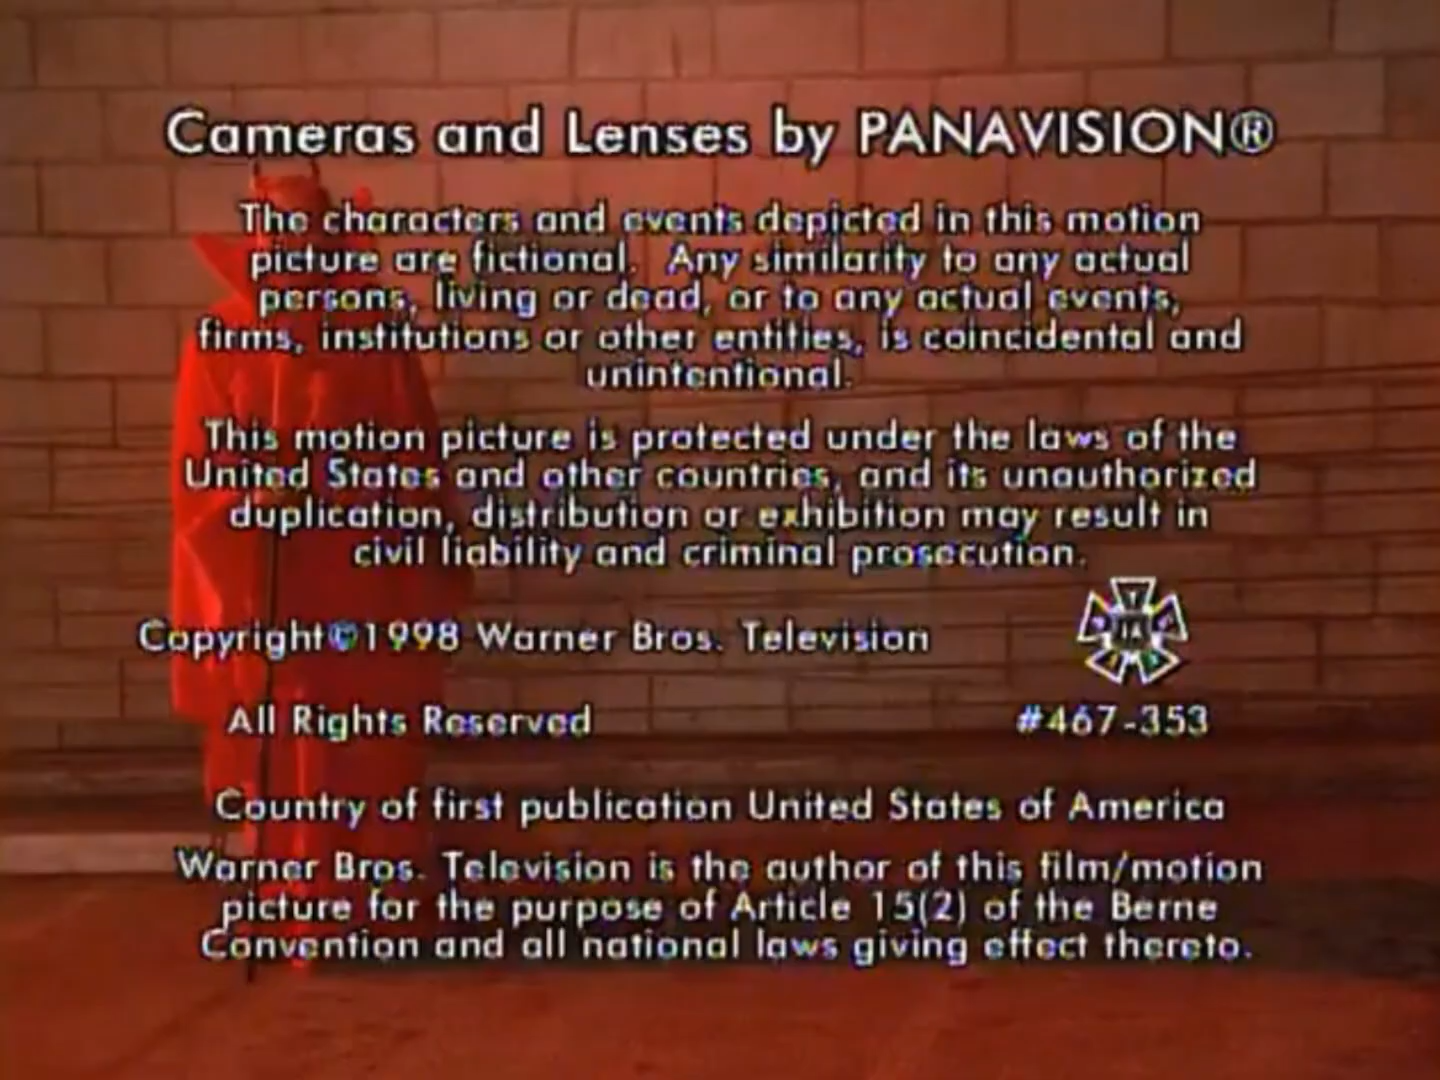 Cameras and Lenses by PANAVISION®
The characters and events depicted in this motion
picture are fictional. Any similarity to any actual
persons, living or dead, or to any actual events,
firms, institutions or other entities, is coincidental and
unintentional.
This motion picture is protected under the laws of the
United States and other countries, and its unauthorized
duplication, distribution or exhibition may result in
civil liability and criminal prosecution.
Copyright©1998 Warner Bros. Television
All Rights Reserved
#467-353
Country of first publication United States of America
Warner Bros. Television is the author of this film/motion
picture for the purpose of Article 15(2) of the Berne
Convention and all national laws giving effect thereto.